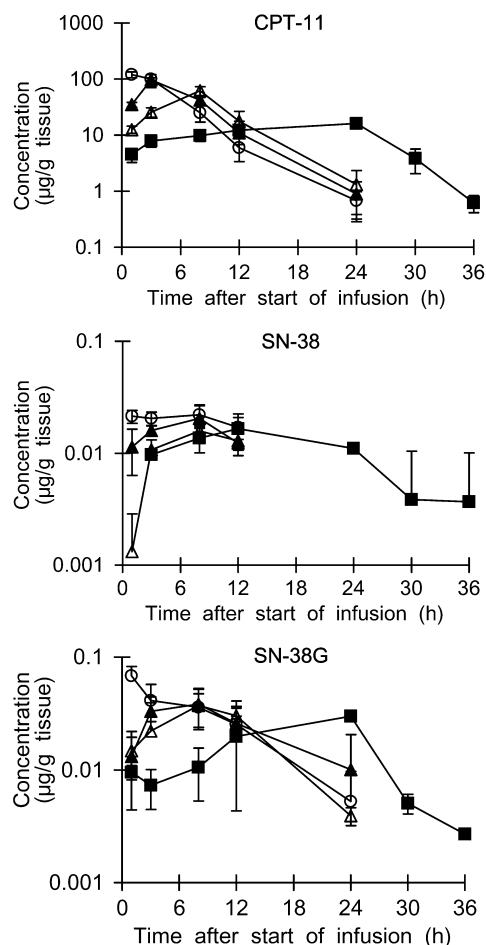 CPT-11
1000
100
10
1
0.1
Concentration
(µg/g tissue)
0 6 12 18 24 30 36
Time after start of infusion (h)
SN-38
0.1
0.01
0.001
Concentration
(µg/g tissue)
0 6 12 18 24 30 36
Time after start of infusion (h)
SN-38G
0.1
0.01
0.001
Concentration
(µg/g tissue)
0 6 12 18 24 30 36
Time after start of infusion (h)